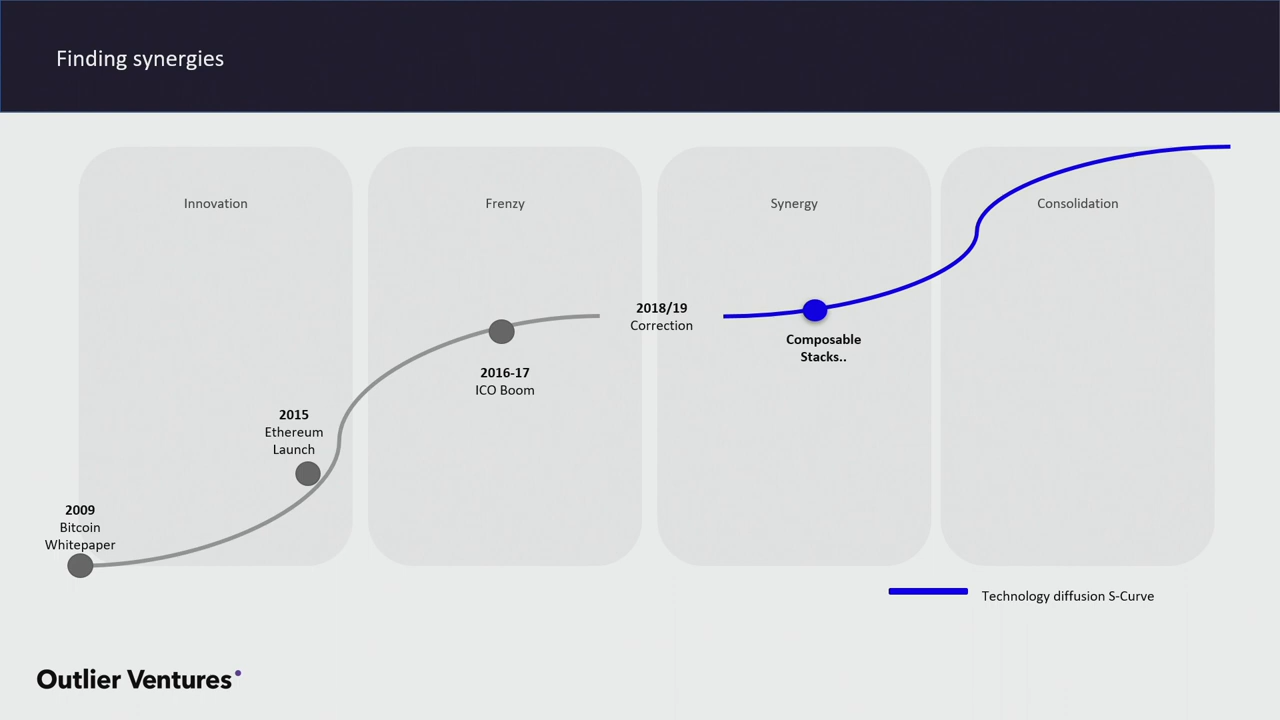 Finding synergies
Innovation
Frenzy
Synergy
Consolidation
2009
Bitcoin
Whitepaper
2015
Ethereum
Launch
2016-17
ICO Boom
2018/19
Correction
Composable
Stacks..
Technology diffusion S-Curve
Outlier Ventures